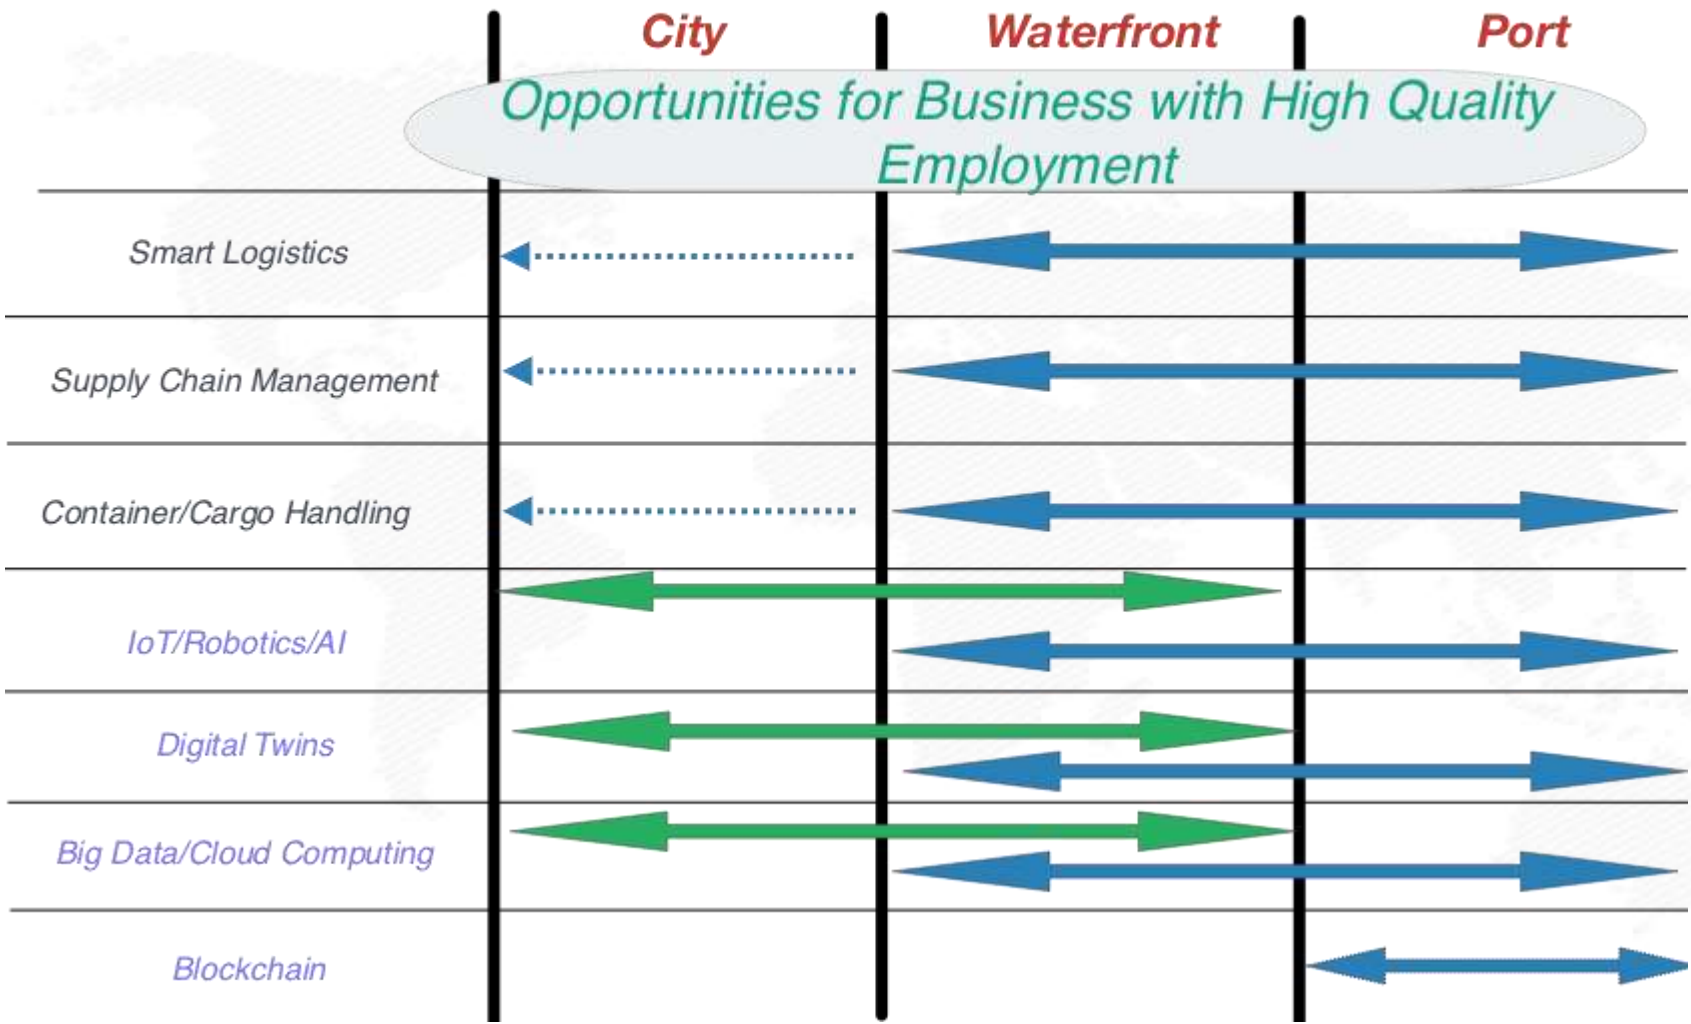 City Waterfront Port
Opportunities for Business with High Quality
Employment
Smart Logistics
Supply Chain Management
Container/Cargo Handling
IoT/Robotics/AI
Digital Twins
Big Data/Cloud Computing
Blockchain